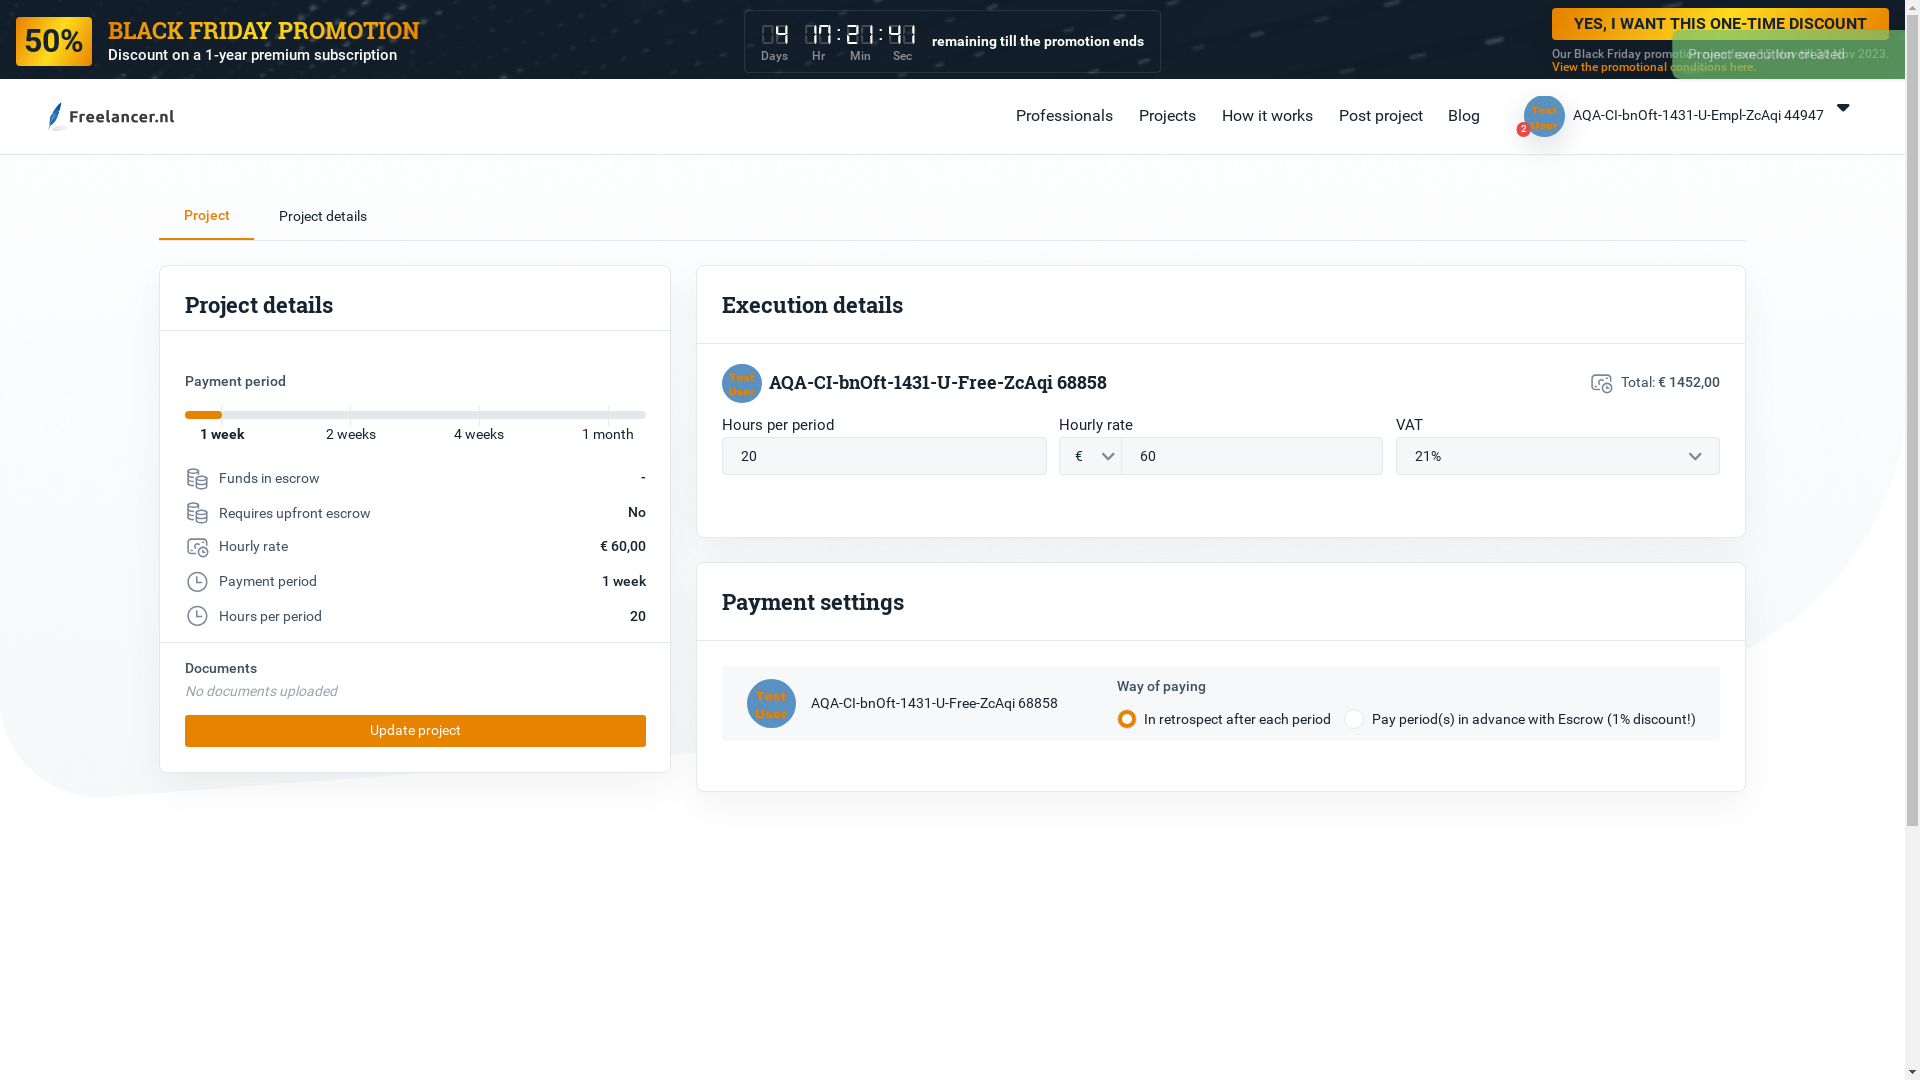 50%
BLACK FRIDAY PROMOTION
Discount on a 1-year premium subscription
4 17:21:41
Days Hr Min Sec
remaining till the promotion ends
YES, I WANT THIS ONE-TIME DISCOUNT
Our Black Friday promotion
Nov 2023.
View the promotional conditions here.
Project execution created
Freelancer.nl
Professionals
Projects
How it works
Post project
Blog
Test User
2
AQA-CI-bnOft-1431-U-Empl-ZcAqi 44947
Project
Project details
Project details
Payment period
1 week
2 weeks
4 weeks
1 month
Funds in escrow -
Requires upfront escrow No
Hourly rate € 60,00
Payment period 1 week
Hours per period 20
Documents
No documents uploaded
Update project
Execution details
Test User
AQA-CI-bnOft-1431-U-Free-ZcAqi 68858
Total: € 1452,00
Hours per period
Hourly rate
VAT
20
€
60
21%
Payment settings
Test User
AQA-CI-bnOft-1431-U-Free-ZcAqi 68858
Way of paying
In retrospect after each period
Pay period(s) in advance with Escrow (1% discount!)